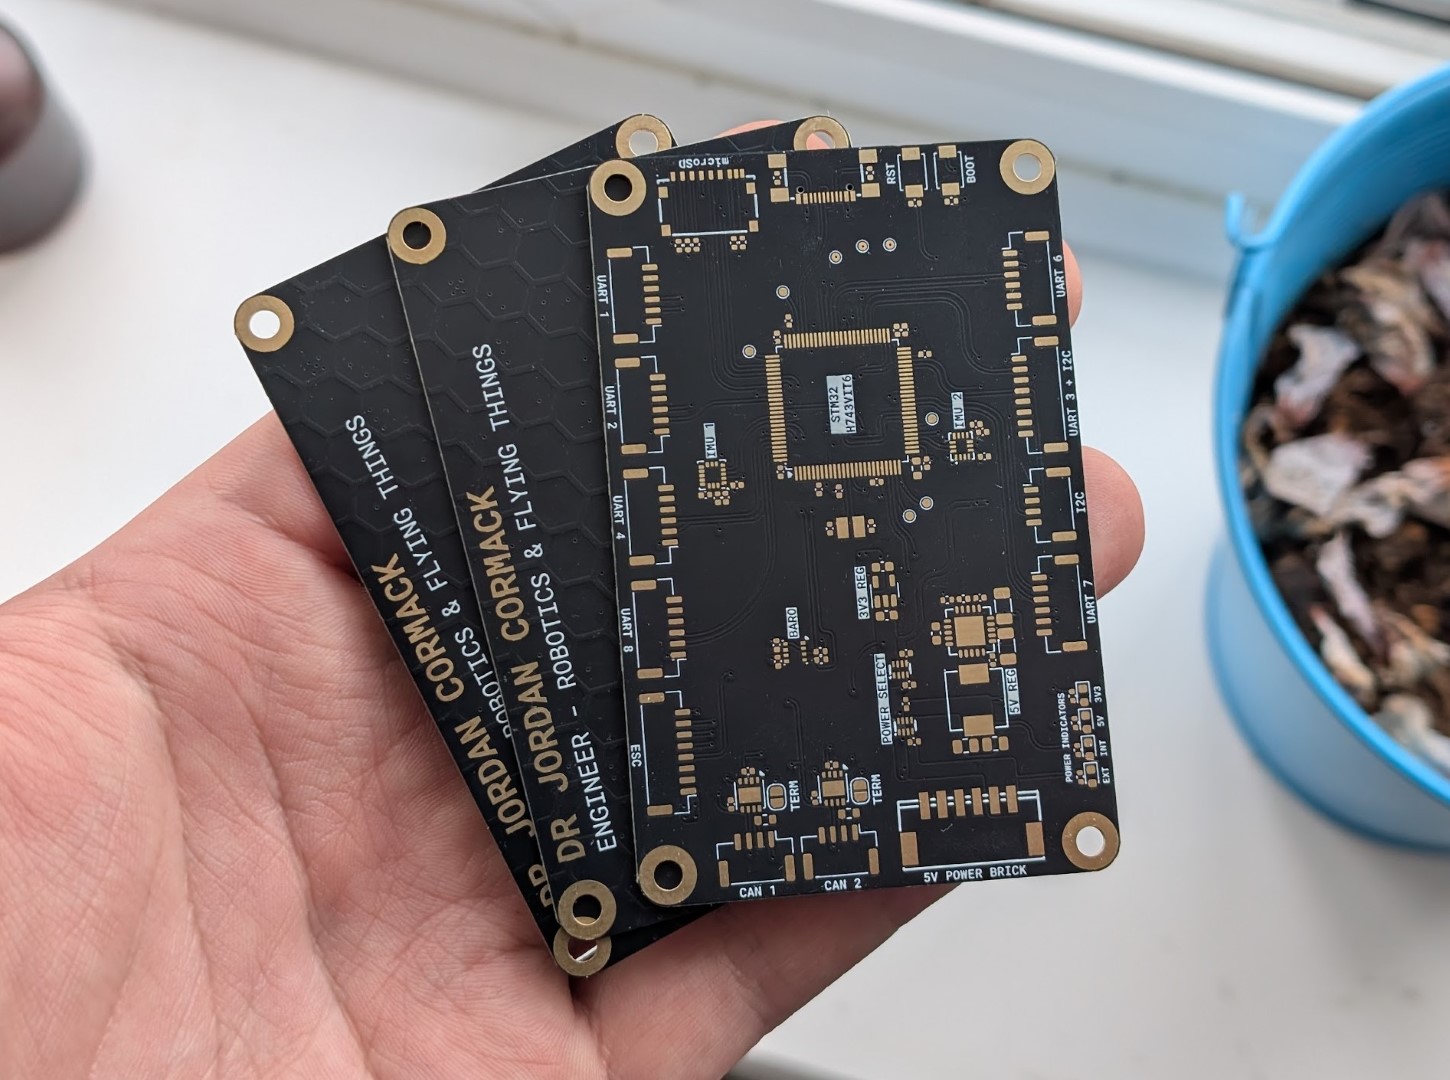 microSD
RST
BOOT
UART 1
UART 2
UART 4
UART 8
ESC
UART 6
UART 3 + I2C
I2C
UART 7
STM32
H743VIT6
IMU 1
IMU 2
3V3 REG
BARO
POWER SELECT
5V REG
POWER INDICATORS
EXT INT 5V 3V3
TERM
TERM
CAN 1
CAN 2
5V POWER BRICK
DR JORDAN CORMACK
ENGINEER - ROBOTICS & FLYING THINGS
DR JORDAN CORMACK
ROBOTICS & FLYING THINGS